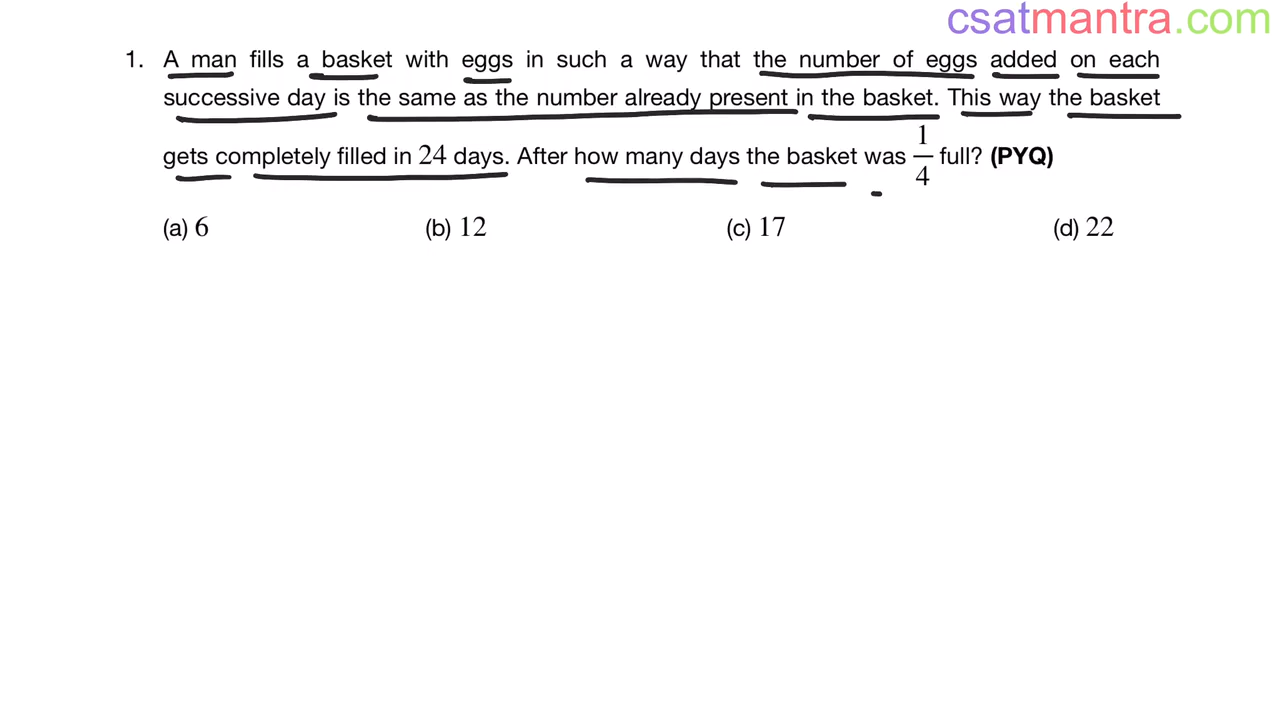 csatmantra.com
1. A man fills a basket with eggs in such a way that the number of eggs added on each
successive day is the same as the number already present in the basket. This way the basket
gets completely filled in 24 days. After how many days the basket was 1/4 full? (PYQ)
(a) 6 (b) 12 (c) 17 (d) 22